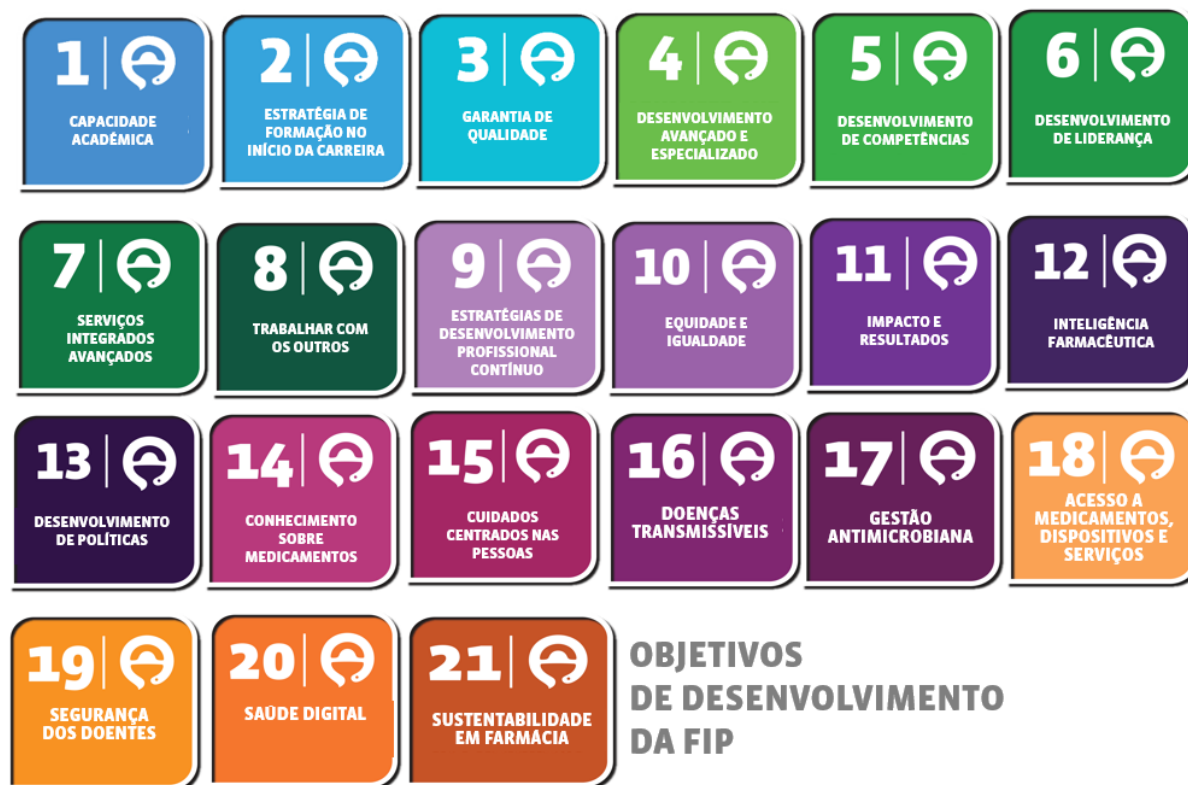 1
CAPACIDADE
ACADÉMICA
2
ESTRATÉGIA DE
FORMAÇÃO NO
INÍCIO DA CARREIRA
3
GARANTIA DE
QUALIDADE
4
DESENVOLVIMENTO
AVANÇADO E
ESPECIALIZADO
5
DESENVOLVIMENTO
DE COMPETÊNCIAS
6
DESENVOLVIMENTO
DE LIDERANÇA
7
SERVIÇOS
INTEGRADOS
AVANÇADOS
8
TRABALHAR COM
OS OUTROS
9
ESTRATÉGIAS DE
DESENVOLVIMENTO
PROFISSIONAL
CONTÍNUO
10
EQUIDADE E
IGUALDADE
11
IMPACTO E
RESULTADOS
12
INTELIGÊNCIA
FARMACÊUTICA
13
DESENVOLVIMENTO
DE POLÍTICAS
14
CONHECIMENTO
SOBRE
MEDICAMENTOS
15
CUIDADOS
CENTRADOS NAS
PESSOAS
16
DOENÇAS
TRANSMISSÍVEIS
17
GESTÃO
ANTIMICROBIANA
18
ACESSO A
MEDICAMENTOS,
DISPOSITIVOS E
SERVIÇOS
19
SEGURANÇA
DOS DOENTES
20
SAÚDE DIGITAL
21
SUSTENTABILIDADE
EM FARMÁCIA
OBJETIVOS
DE DESENVOLVIMENTO
DA FIP